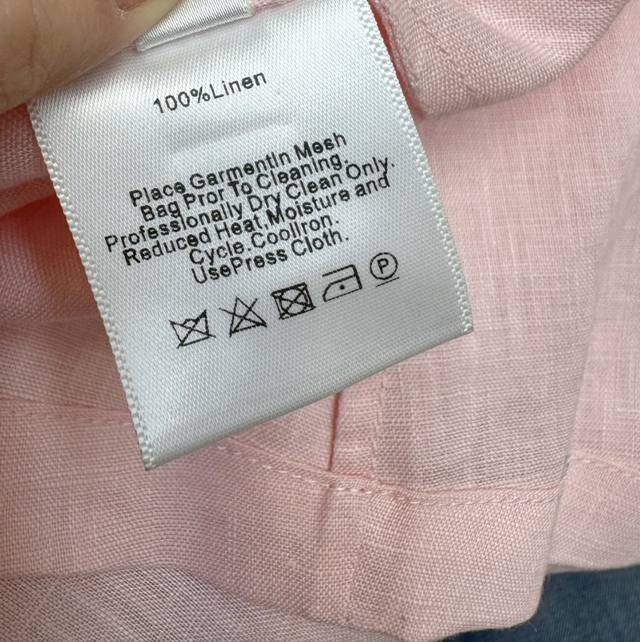 100%Linen
Place GarmentIn Mesh
Bag Pror To Cleaning.
Professionally Dry Clean Only.
Reduced Heat,Moisture and
Cycle.CoolIron.
UsePress Cloth.
P